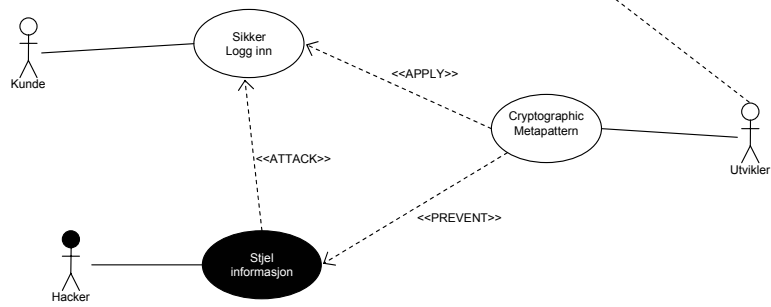 Sikker
Logg inn
Kunde
<<APPLY>>
Cryptographic
Metapattern
Utvikler
<<ATTACK>>
<<PREVENT>>
Stjel
informasjon
Hacker